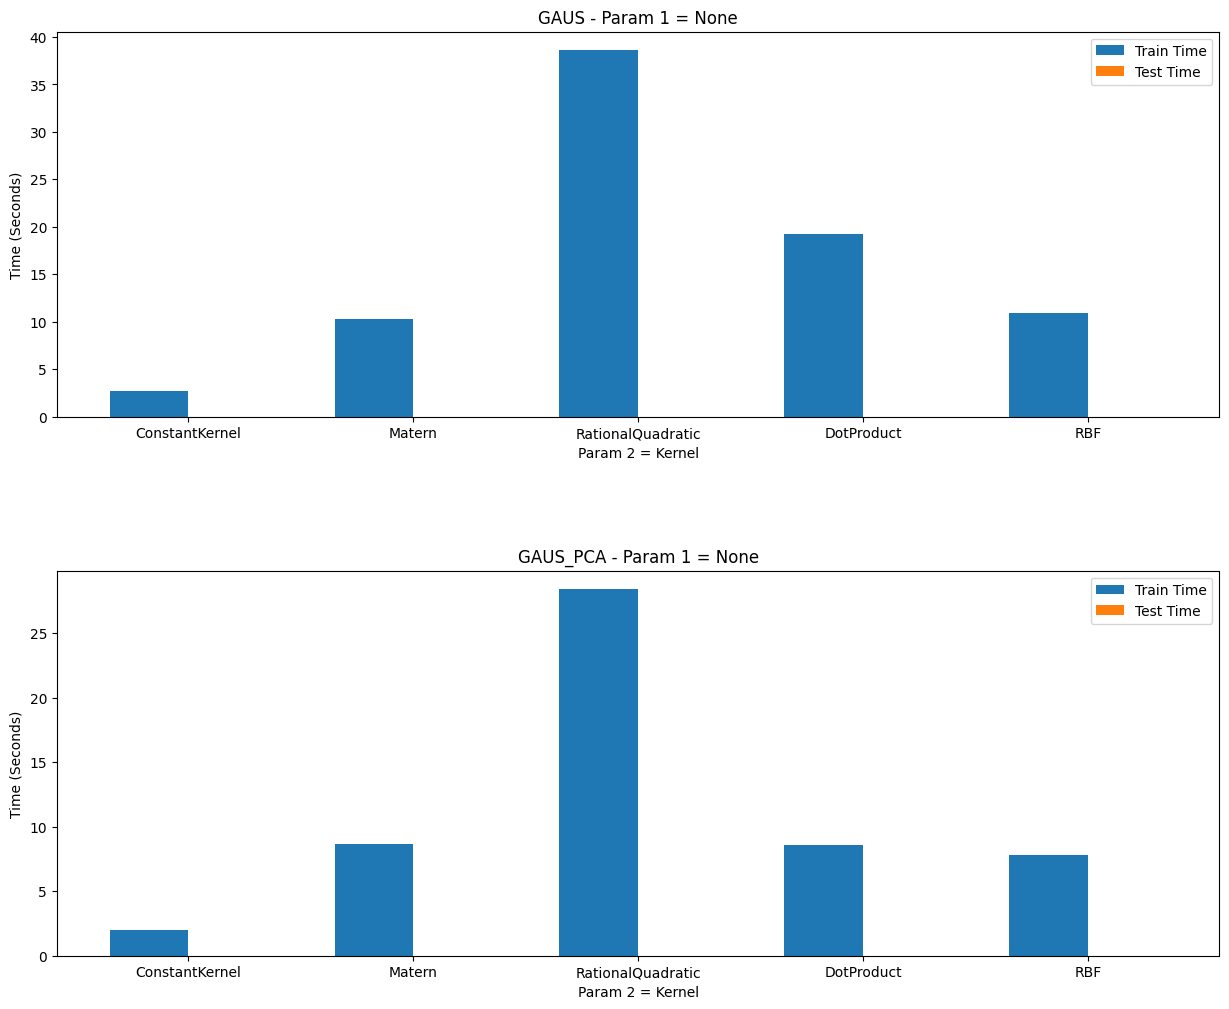 GAUS - Param 1 = None
40
35
30
25
20
15
10
5
0
Time (Seconds)
Train Time
Test Time
ConstantKernel Matern RationalQuadratic DotProduct RBF
Param 2 = Kernel
GAUS_PCA - Param 1 = None
25
20
15
10
5
0
Time (Seconds)
Train Time
Test Time
ConstantKernel Matern RationalQuadratic DotProduct RBF
Param 2 = Kernel